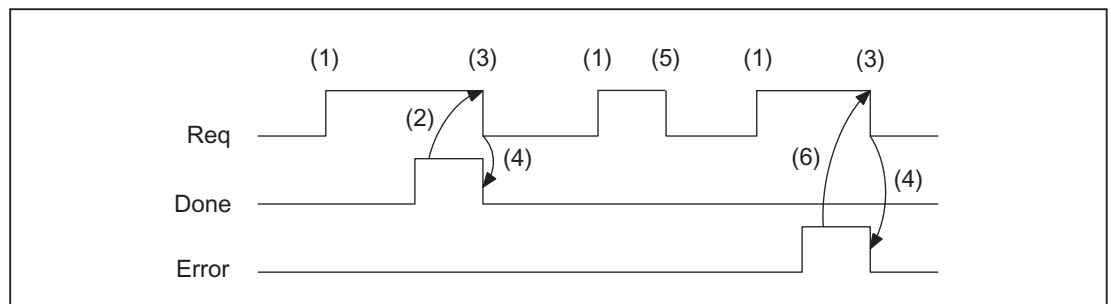 (1) (3) (1) (5) (1) (3)
Req (2) (6)
(4) (4)
Done
Error